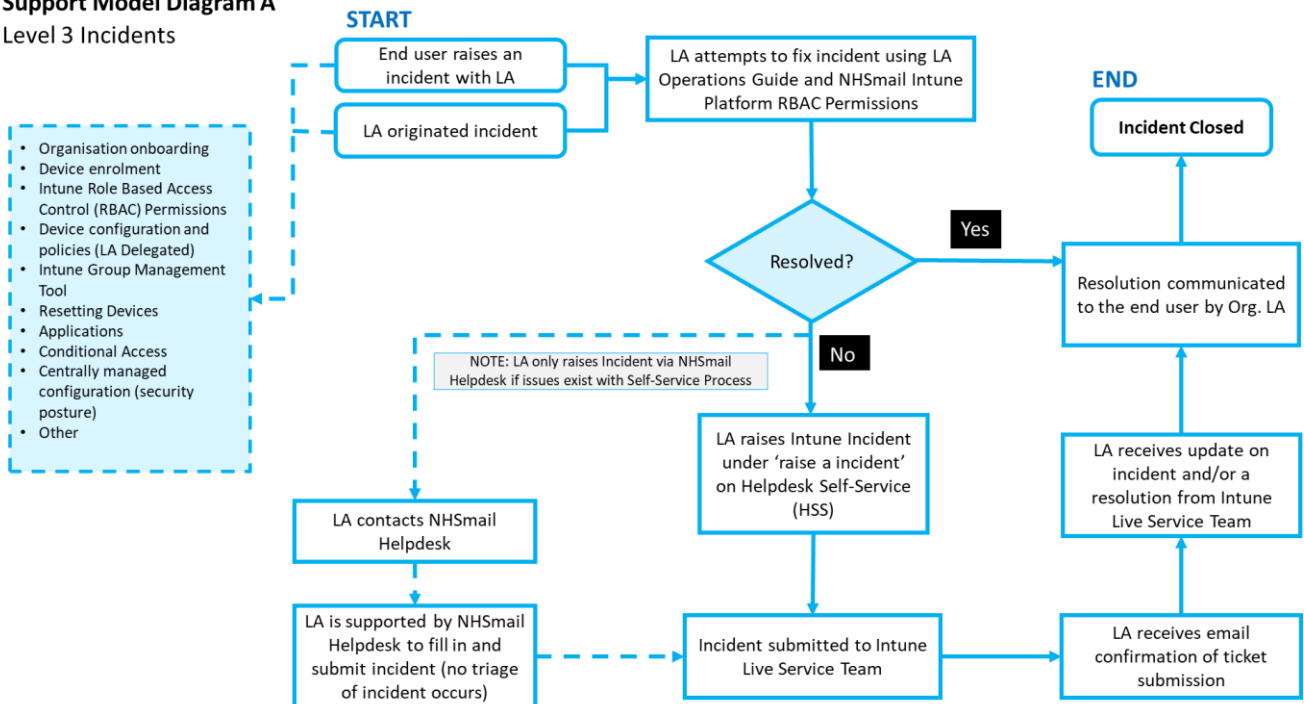 Support Model Diagram A
Level 3 Incidents
START
End user raises an
incident with LA
LA originated incident
LA attempts to fix incident using LA
Operations Guide and NHSmail Intune
Platform RBAC Permissions
END
Incident Closed
• Organisation onboarding
• Device enrolment
• Intune Role Based Access
Control (RBAC) Permissions
• Device configuration and
policies (LA Delegated)
• Intune Group Management
Tool
• Resetting Devices
• Applications
• Conditional Access
• Centrally managed
configuration (security
posture)
• Other
Resolved?
Yes
Resolution communicated
to the end user by Org. LA
No
NOTE: LA only raises Incident via NHSmail
Helpdesk if issues exist with Self-Service Process
LA raises Intune Incident
under ‘raise a incident’
on Helpdesk Self-Service
(HSS)
LA receives update on
incident and/or a
resolution from Intune
Live Service Team
LA contacts NHSmail
Helpdesk
LA is supported by NHSmail
Helpdesk to fill in and
submit incident (no triage
of incident occurs)
Incident submitted to Intune
Live Service Team
LA receives email
confirmation of ticket
submission